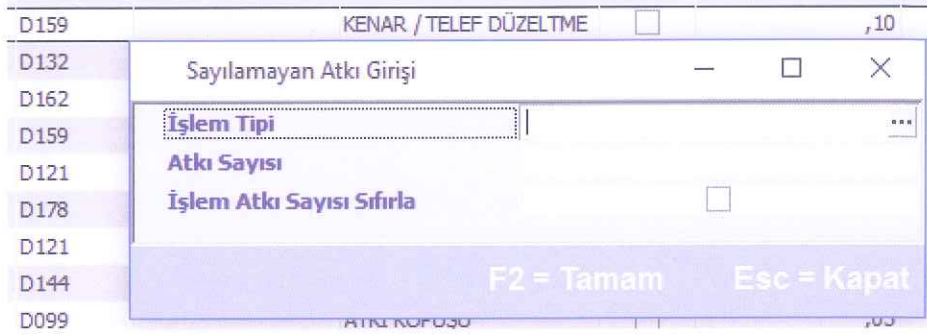 D159 KENAR / TELEF DÜZELTME ,10
D132
Sayılamayan Atkı Girişi
D162
İşlem Tipi
D159
Atkı Sayısı
D121
D178 İşlem Atkı Sayısı Sıfırla
D121
D144 F2 = Tamam Esc = Kapat
D099 ATKI KOPUŞU ,05